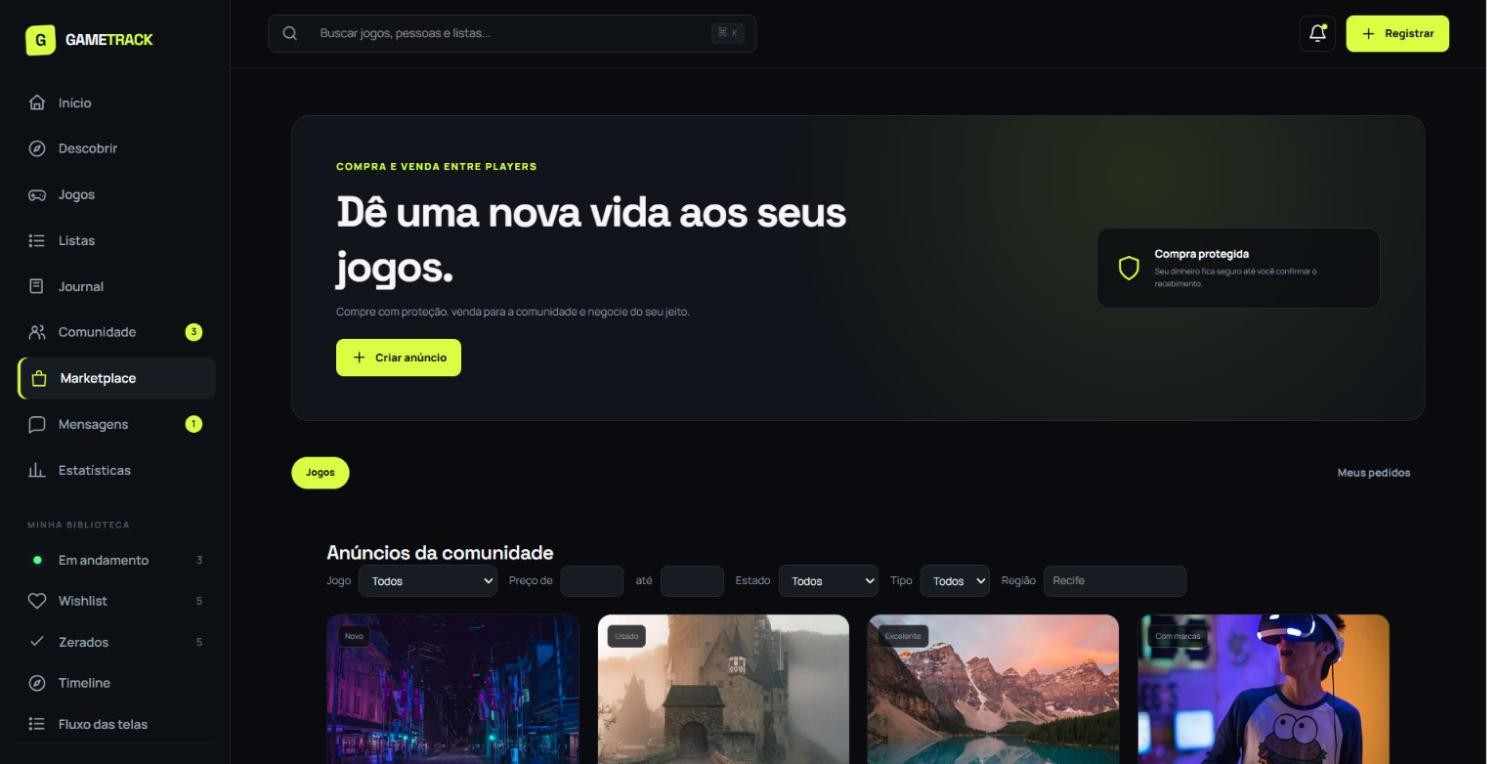 G GAMETRACK
Início
Descobrir
Jogos
Listas
Journal
Comunidade 3
Marketplace
Mensagens 1
Estatísticas
MINHA BIBLIOTECA
Em andamento 3
Wishlist 5
Zerados 5
Timeline
Fluxo das telas
Buscar jogos, pessoas e listas... ⌘ K
Registrar
COMPRA E VENDA ENTRE PLAYERS
Dê uma nova vida aos seus
jogos.
Compre com proteção, venda para a comunidade e negocie do seu jeito.
Criar anúncio
Compra protegida
Seu dinheiro fica seguro até você confirmar o
recebimento.
Jogos
Meus pedidos
Anúncios da comunidade
Jogo Todos Preço de até Estado Todos Tipo Todos Região Recife
Novo
Usado
Excelente
Com marcas